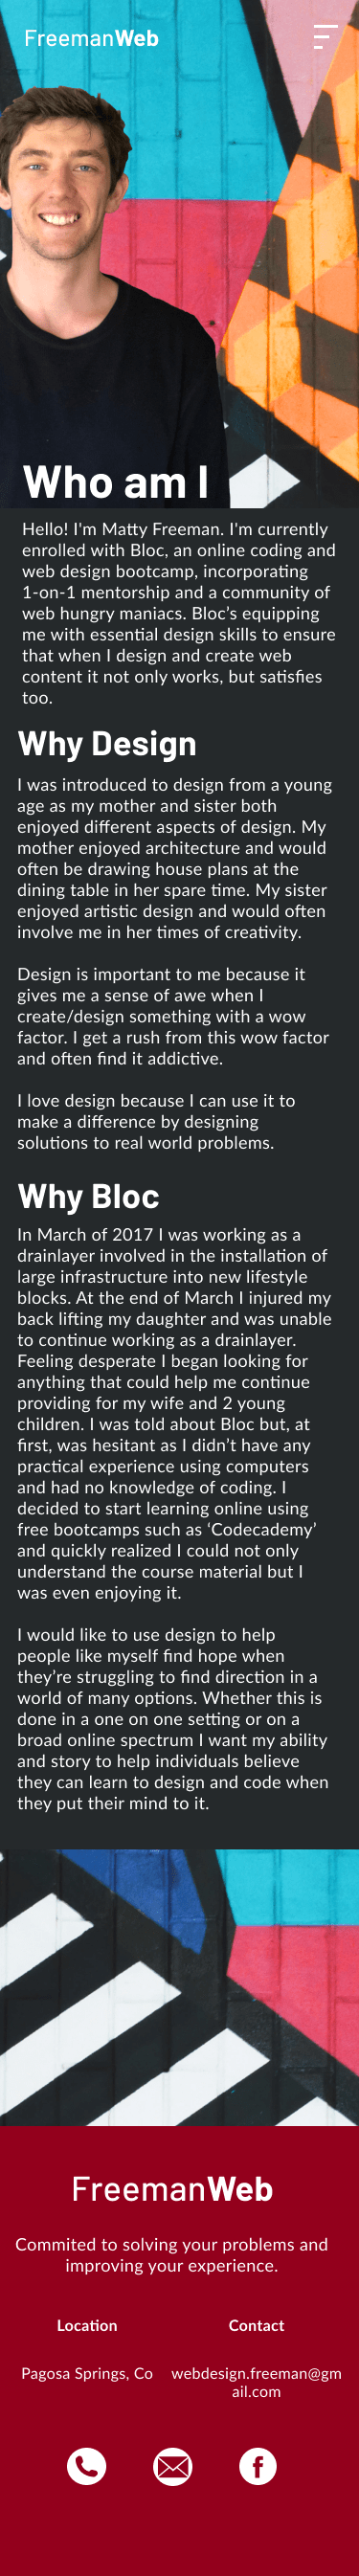 FreemanWeb
Who am I
Hello! I'm Matty Freeman. I'm currently
enrolled with Bloc, an online coding and
web design bootcamp, incorporating
1-on-1 mentorship and a community of
web hungry maniacs. Bloc’s equipping
me with essential design skills to ensure
that when I design and create web
content it not only works, but satisfies
too.
Why Design
I was introduced to design from a young
age as my mother and sister both
enjoyed different aspects of design. My
mother enjoyed architecture and would
often be drawing house plans at the
dining table in her spare time. My sister
enjoyed artistic design and would often
involve me in her times of creativity.
Design is important to me because it
gives me a sense of awe when I
create/design something with a wow
factor. I get a rush from this wow factor
and often find it addictive.
I love design because I can use it to
make a difference by designing
solutions to real world problems.
Why Bloc
In March of 2017 I was working as a
drainlayer involved in the installation of
large infrastructure into new lifestyle
blocks. At the end of March I injured my
back lifting my daughter and was unable
to continue working as a drainlayer.
Feeling desperate I began looking for
anything that could help me continue
providing for my wife and 2 young
children. I was told about Bloc but, at
first, was hesitant as I didn’t have any
practical experience using computers
and had no knowledge of coding. I
decided to start learning online using
free bootcamps such as ‘Codecademy’
and quickly realized I could not only
understand the course material but I
was even enjoying it.
I would like to use design to help
people like myself find hope when
they’re struggling to find direction in a
world of many options. Whether this is
done in a one on one setting or on a
broad online spectrum I want my ability
and story to help individuals believe
they can learn to design and code when
they put their mind to it.
FreemanWeb
Commited to solving your problems and
improving your experience.
Location
Pagosa Springs, Co
Contact
webdesign.freeman@gm
ail.com